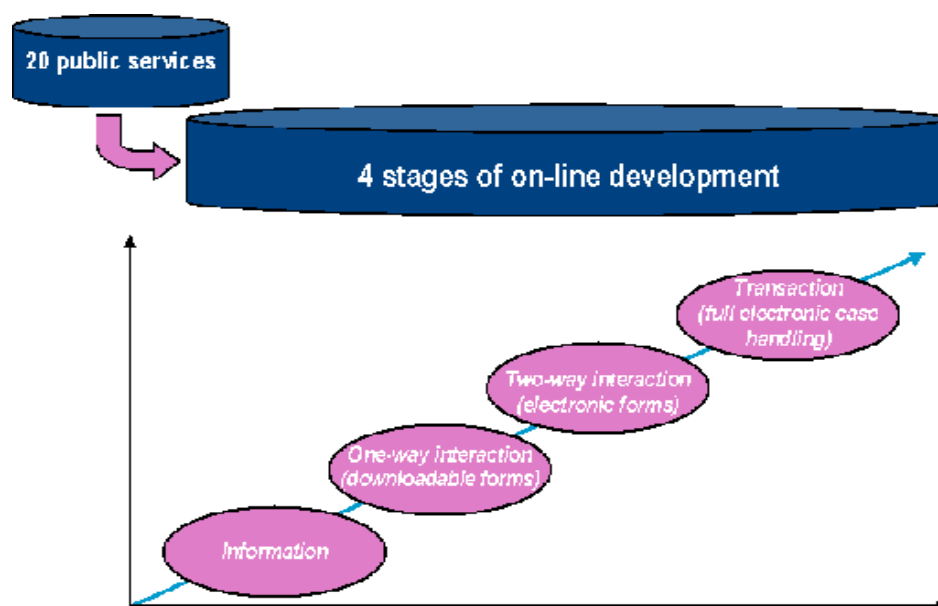 20 public services
4 stages of on-line development
Transaction
(full electronic case
handling)
Two-way interaction
(electronic forms)
One-way interaction
(downloadable forms)
Information